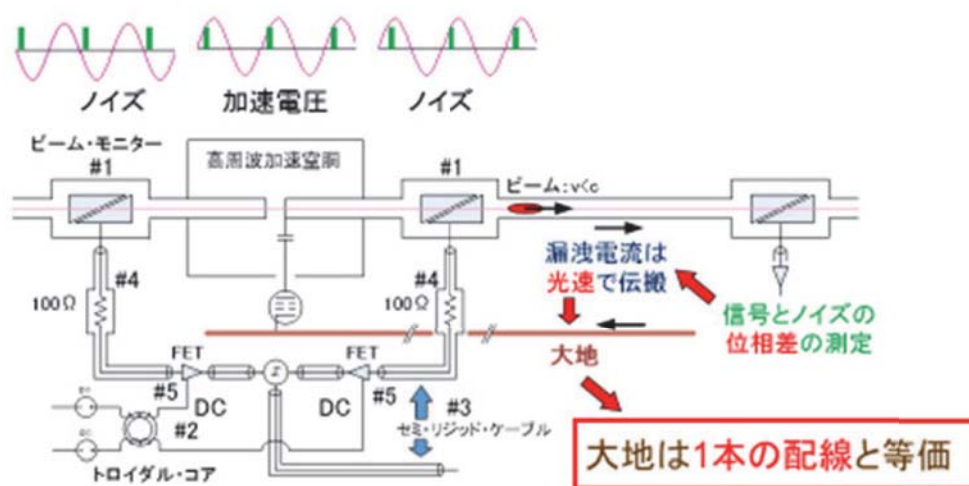 ノイズ
加速電圧
ノイズ
ビーム・モニター
#1
高周波加速空胴
#1
ビーム:v<c
#4
100Ω
#4
100Ω
漏洩電流は
光速で伝搬
信号とノイズの
位相差の測定
大地
FET
FET
Σ
#5
DC
DC
#5
#3
セミ・リジッド・ケーブル
#2
トロイダル・コア
大地は1本の配線と等価